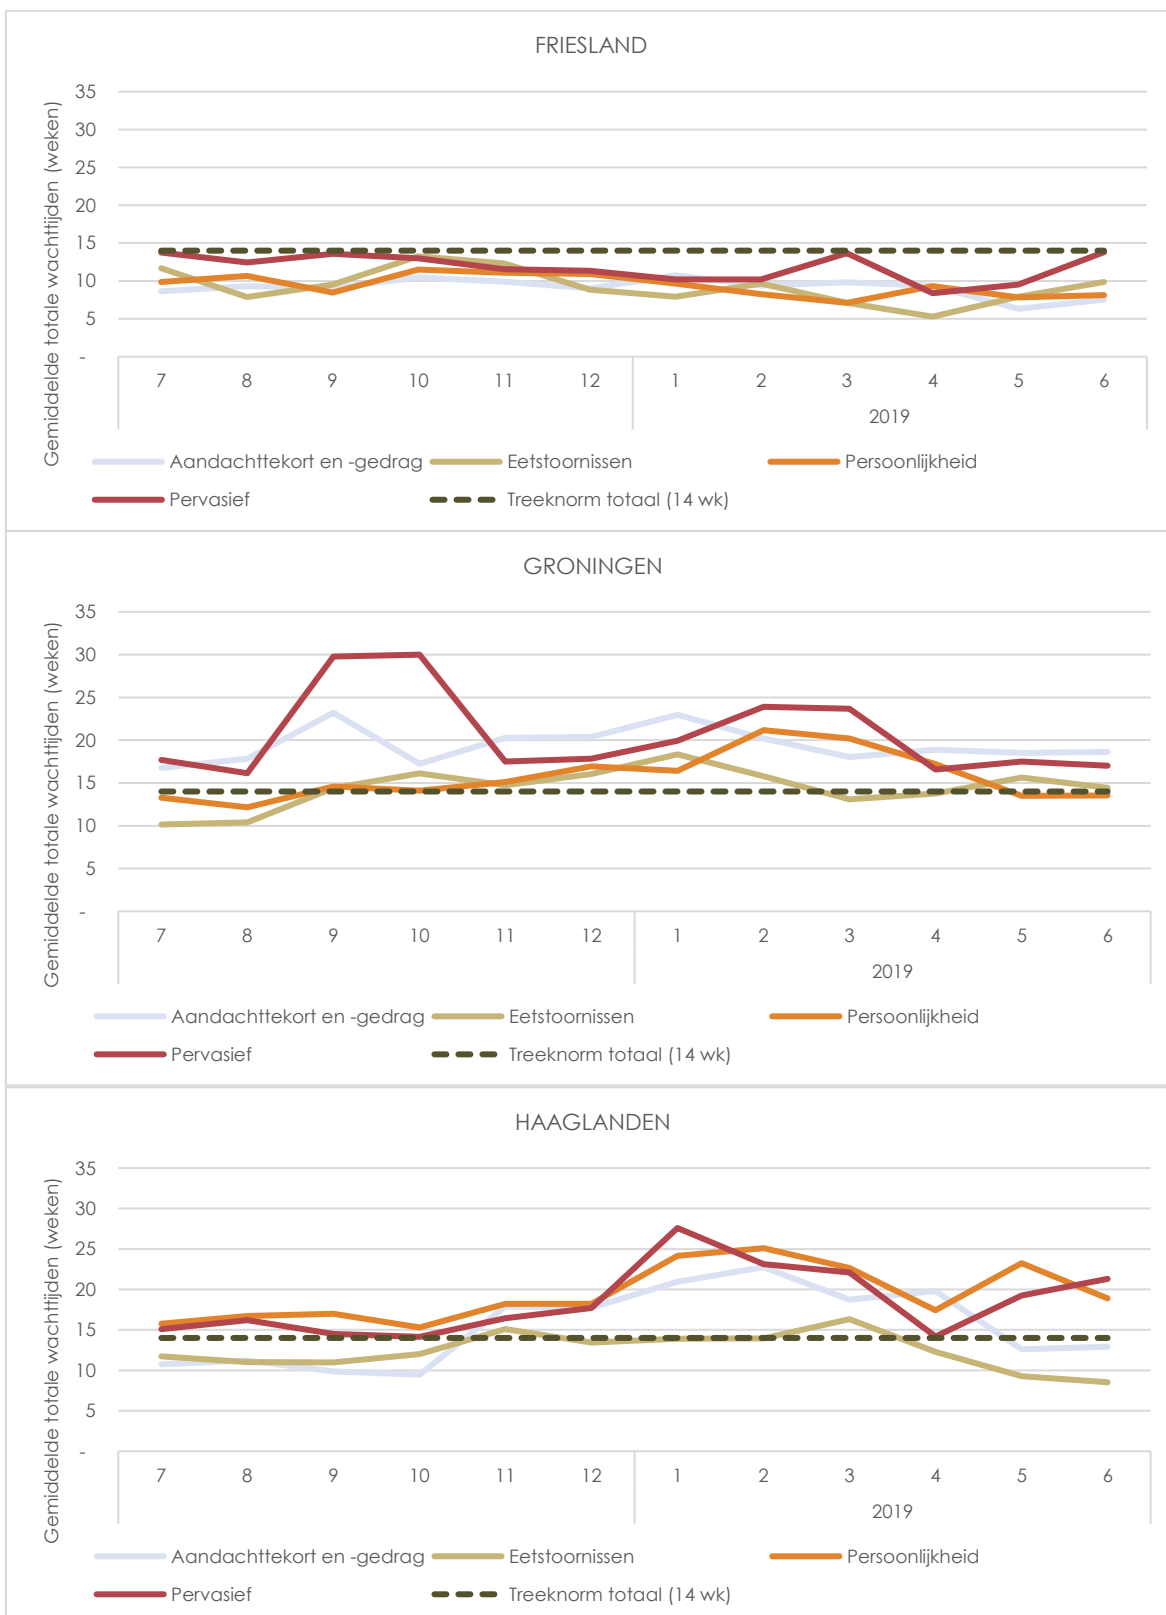 FRIESLAND
Gemiddelde totale wachttijden (weken)
35
30
25
20
15
10
5
-
7 8 9 10 11 12 1 2 3 4 5 6
2019
Aandachttekort en -gedrag Eetstoornissen Persoonlijkheid
Pervasief Treeknorm totaal (14 wk)
GRONINGEN
Gemiddelde totale wachttijden (weken)
35
30
25
20
15
10
5
-
7 8 9 10 11 12 1 2 3 4 5 6
2019
Aandachttekort en -gedrag Eetstoornissen Persoonlijkheid
Pervasief Treeknorm totaal (14 wk)
HAAGLANDEN
Gemiddelde totale wachttijden (weken)
35
30
25
20
15
10
5
-
7 8 9 10 11 12 1 2 3 4 5 6
2019
Aandachttekort en -gedrag Eetstoornissen Persoonlijkheid
Pervasief Treeknorm totaal (14 wk)